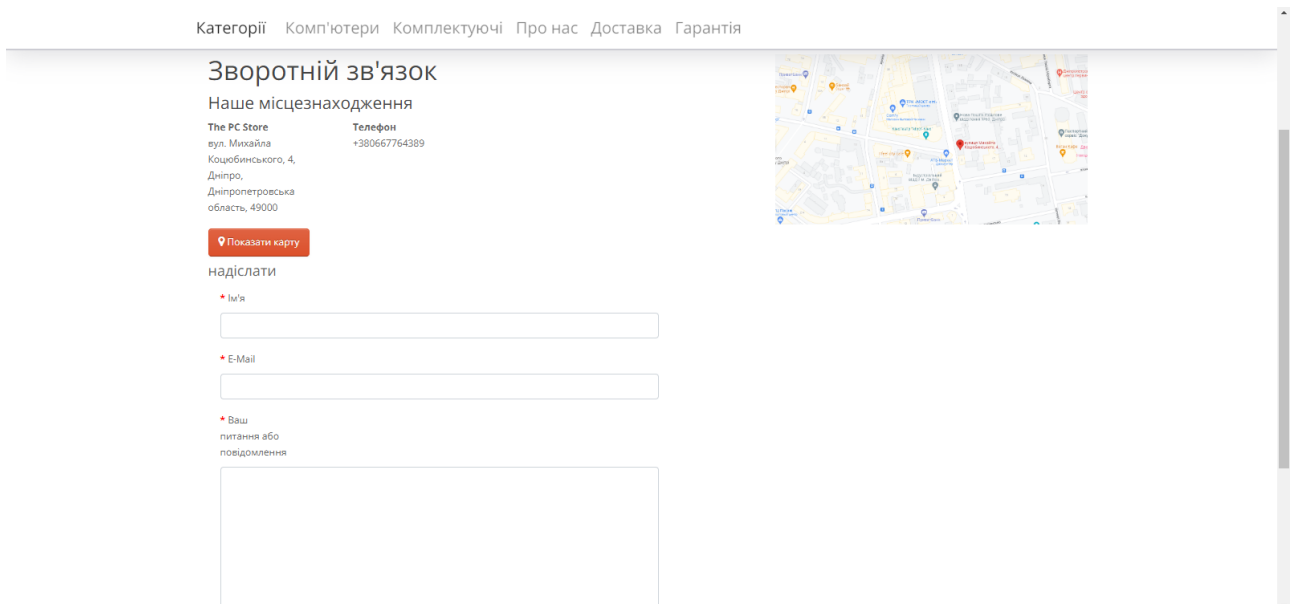 Категорії Комп'ютери Комплектуючі Про нас Доставка Гарантія
Зворотній зв'язок
Наше місцезнаходження
The PC Store
вул. Михайла
Коцюбинського, 4,
Дніпро,
Дніпропетровська
область, 49000
Телефон
+380667764389
Показати карту
надіслати
* Ім'я
* E-Mail
* Ваш
питання або
повідомлення